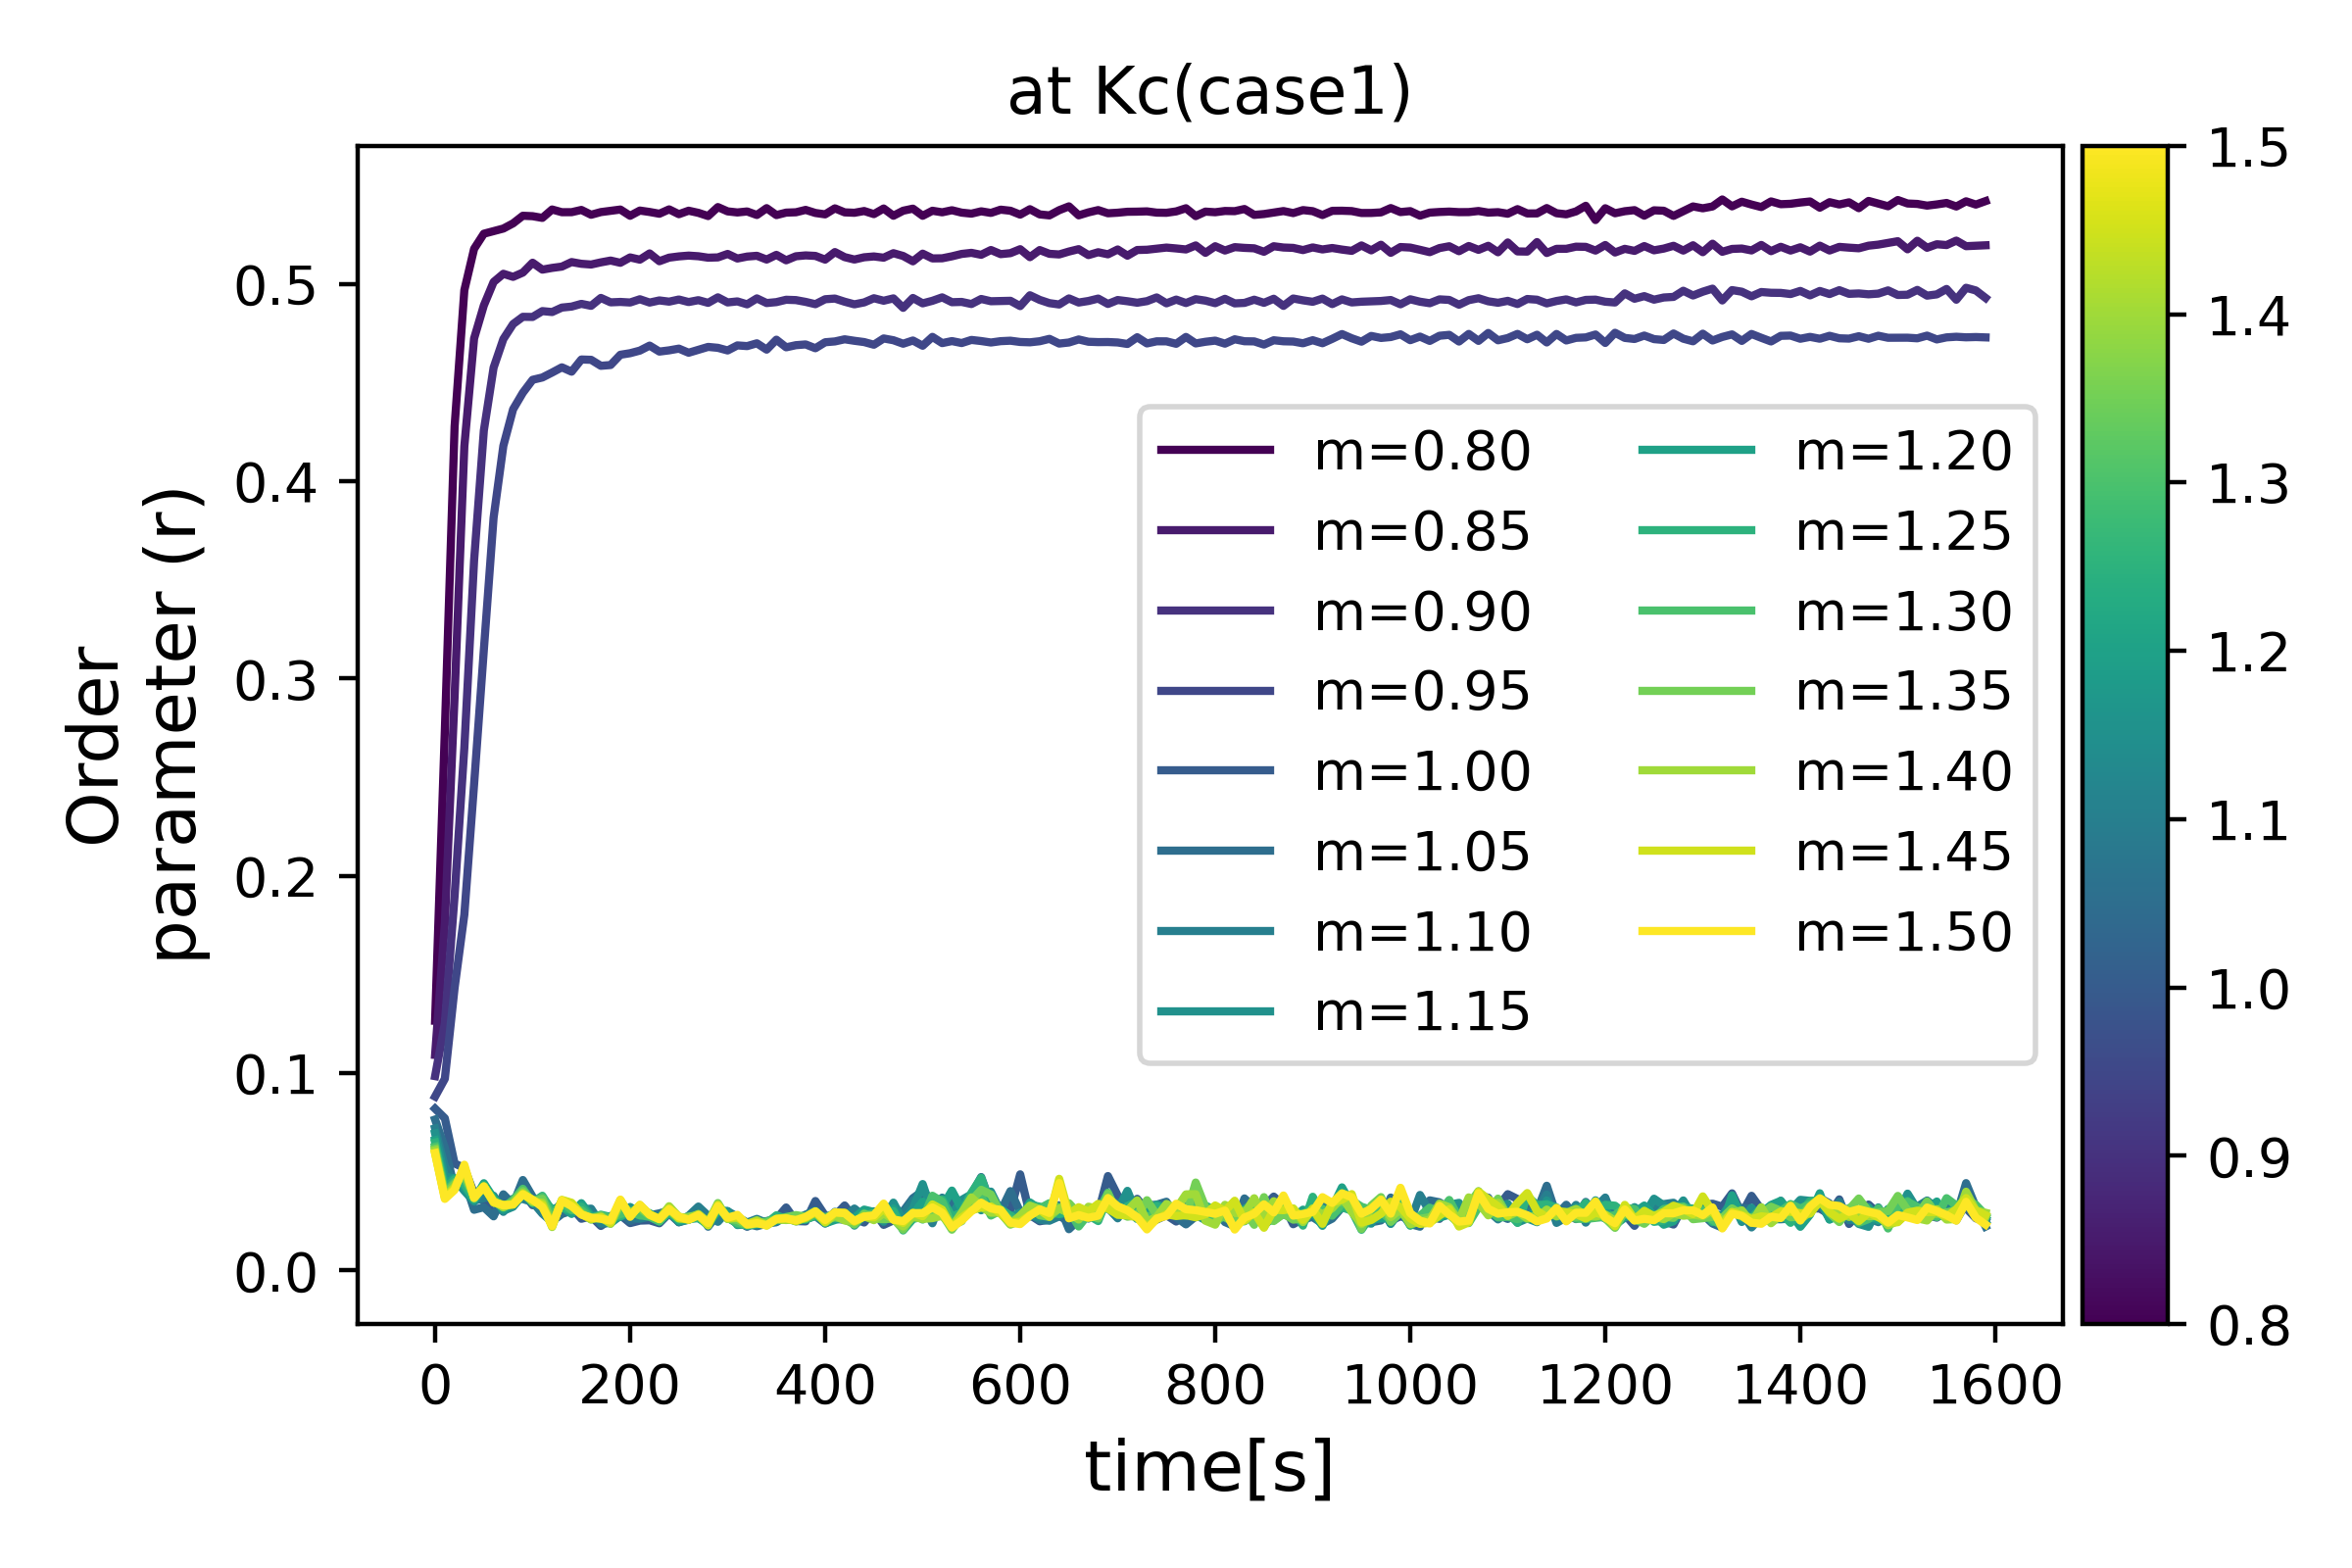 at Kc(case1)
Order
parameter (r)
0.5
0.4
0.3
0.2
0.1
0.0
m=0.80
m=0.85
m=0.90
m=0.95
m=1.00
m=1.05
m=1.10
m=1.15
m=1.20
m=1.25
m=1.30
m=1.35
m=1.40
m=1.45
m=1.50
1.5
1.4
1.3
1.2
1.1
1.0
0.9
0.8
0 200 400 600 800 1000 1200 1400 1600
time[s]